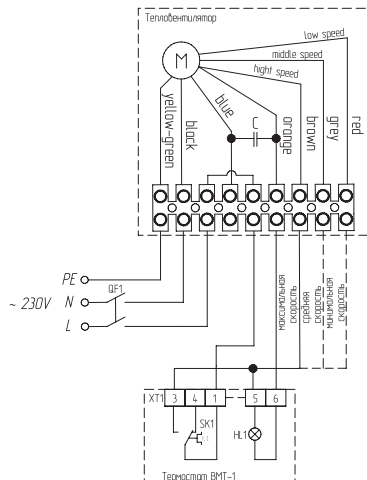 Тепловентилятор
low speed
middle speed
hight speed
M
yellow-green
black
blue
C
orange
brown
grey
red
PE
QF1
~ 230V
N
L
максимальная
скорость
средняя
скорость
минимальная
скорость
XT1
3
4
1
5
6
SK1
HL1
Термостат ВМТ-1